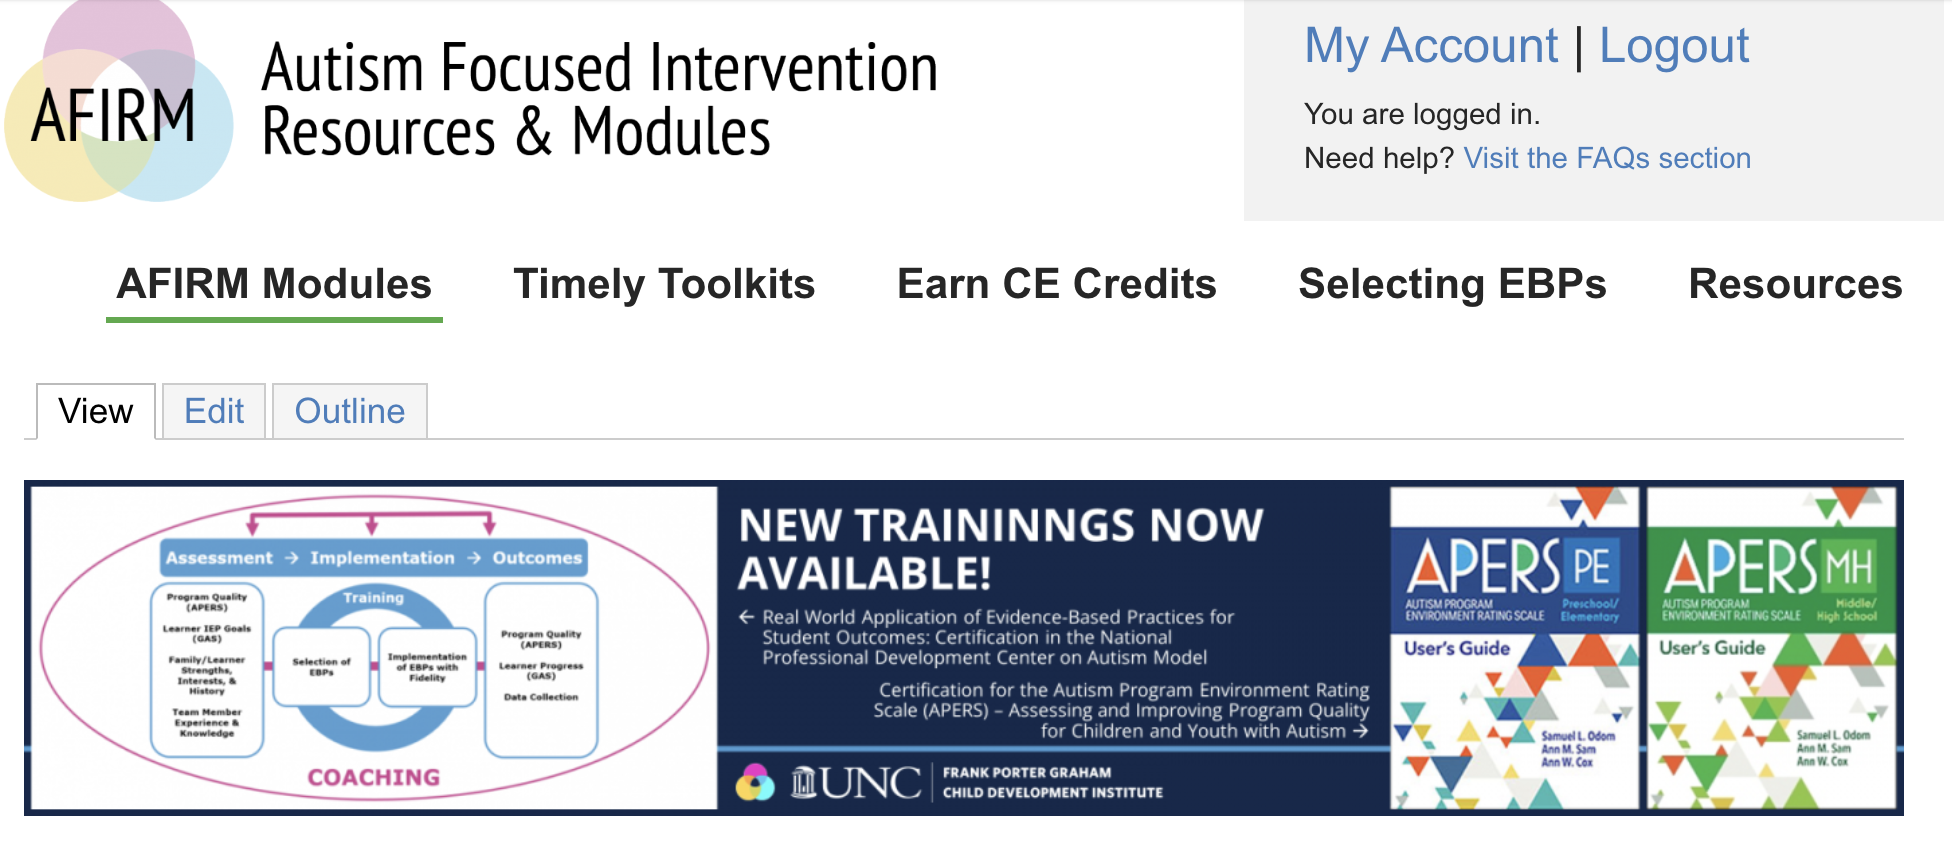 AFIRM
Autism Focused Intervention
Resources & Modules
My Account | Logout
You are logged in.
Need help? Visit the FAQs section
AFIRM Modules Timely Toolkits Earn CE Credits Selecting EBPs Resources
View Edit Outline
Assessment → Implementation → Outcomes
Program Quality
(APERS)
Learner IEP Goals
(GAS)
Family/Learner
Strengths,
Interests, &
History
Team Member
Experience &
Knowledge
Training
Selection of
EBPs
Implementation
of EBPs with
Fidelity
Program Quality
(APERS)
Learner Progress
(GAS)
Data Collection
COACHING
NEW TRAININNGS NOW
AVAILABLE!
← Real World Application of Evidence-Based Practices for
Student Outcomes: Certification in the National
Professional Development Center on Autism Model
Certification for the Autism Program Environment Rating
Scale (APERS) – Assessing and Improving Program Quality
for Children and Youth with Autism →
UNC
FRANK PORTER GRAHAM
CHILD DEVELOPMENT INSTITUTE
APERS PE
AUTISM PROGRAM
ENVIRONMENT RATING SCALE
Preschool/
Elementary
User's Guide
Samuel L. Odom
Ann M. Sam
Ann W. Cox
APERS MH
AUTISM PROGRAM
ENVIRONMENT RATING SCALE
Middle/
High School
User's Guide
Samuel L. Odom
Ann M. Sam
Ann W. Cox